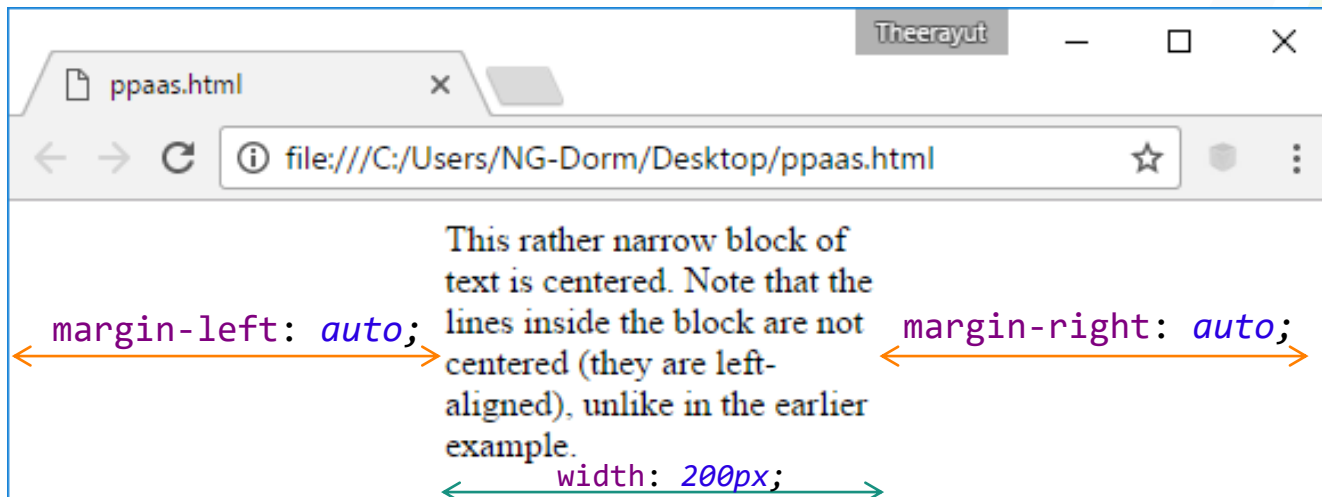 Theerayut
ppaas.html
file:///C:/Users/NG-Dorm/Desktop/ppaas.html
This rather narrow block of
text is centered. Note that the
lines inside the block are not
centered (they are left-
aligned), unlike in the earlier
example.
margin-left: auto;
margin-right: auto;
width: 200px;